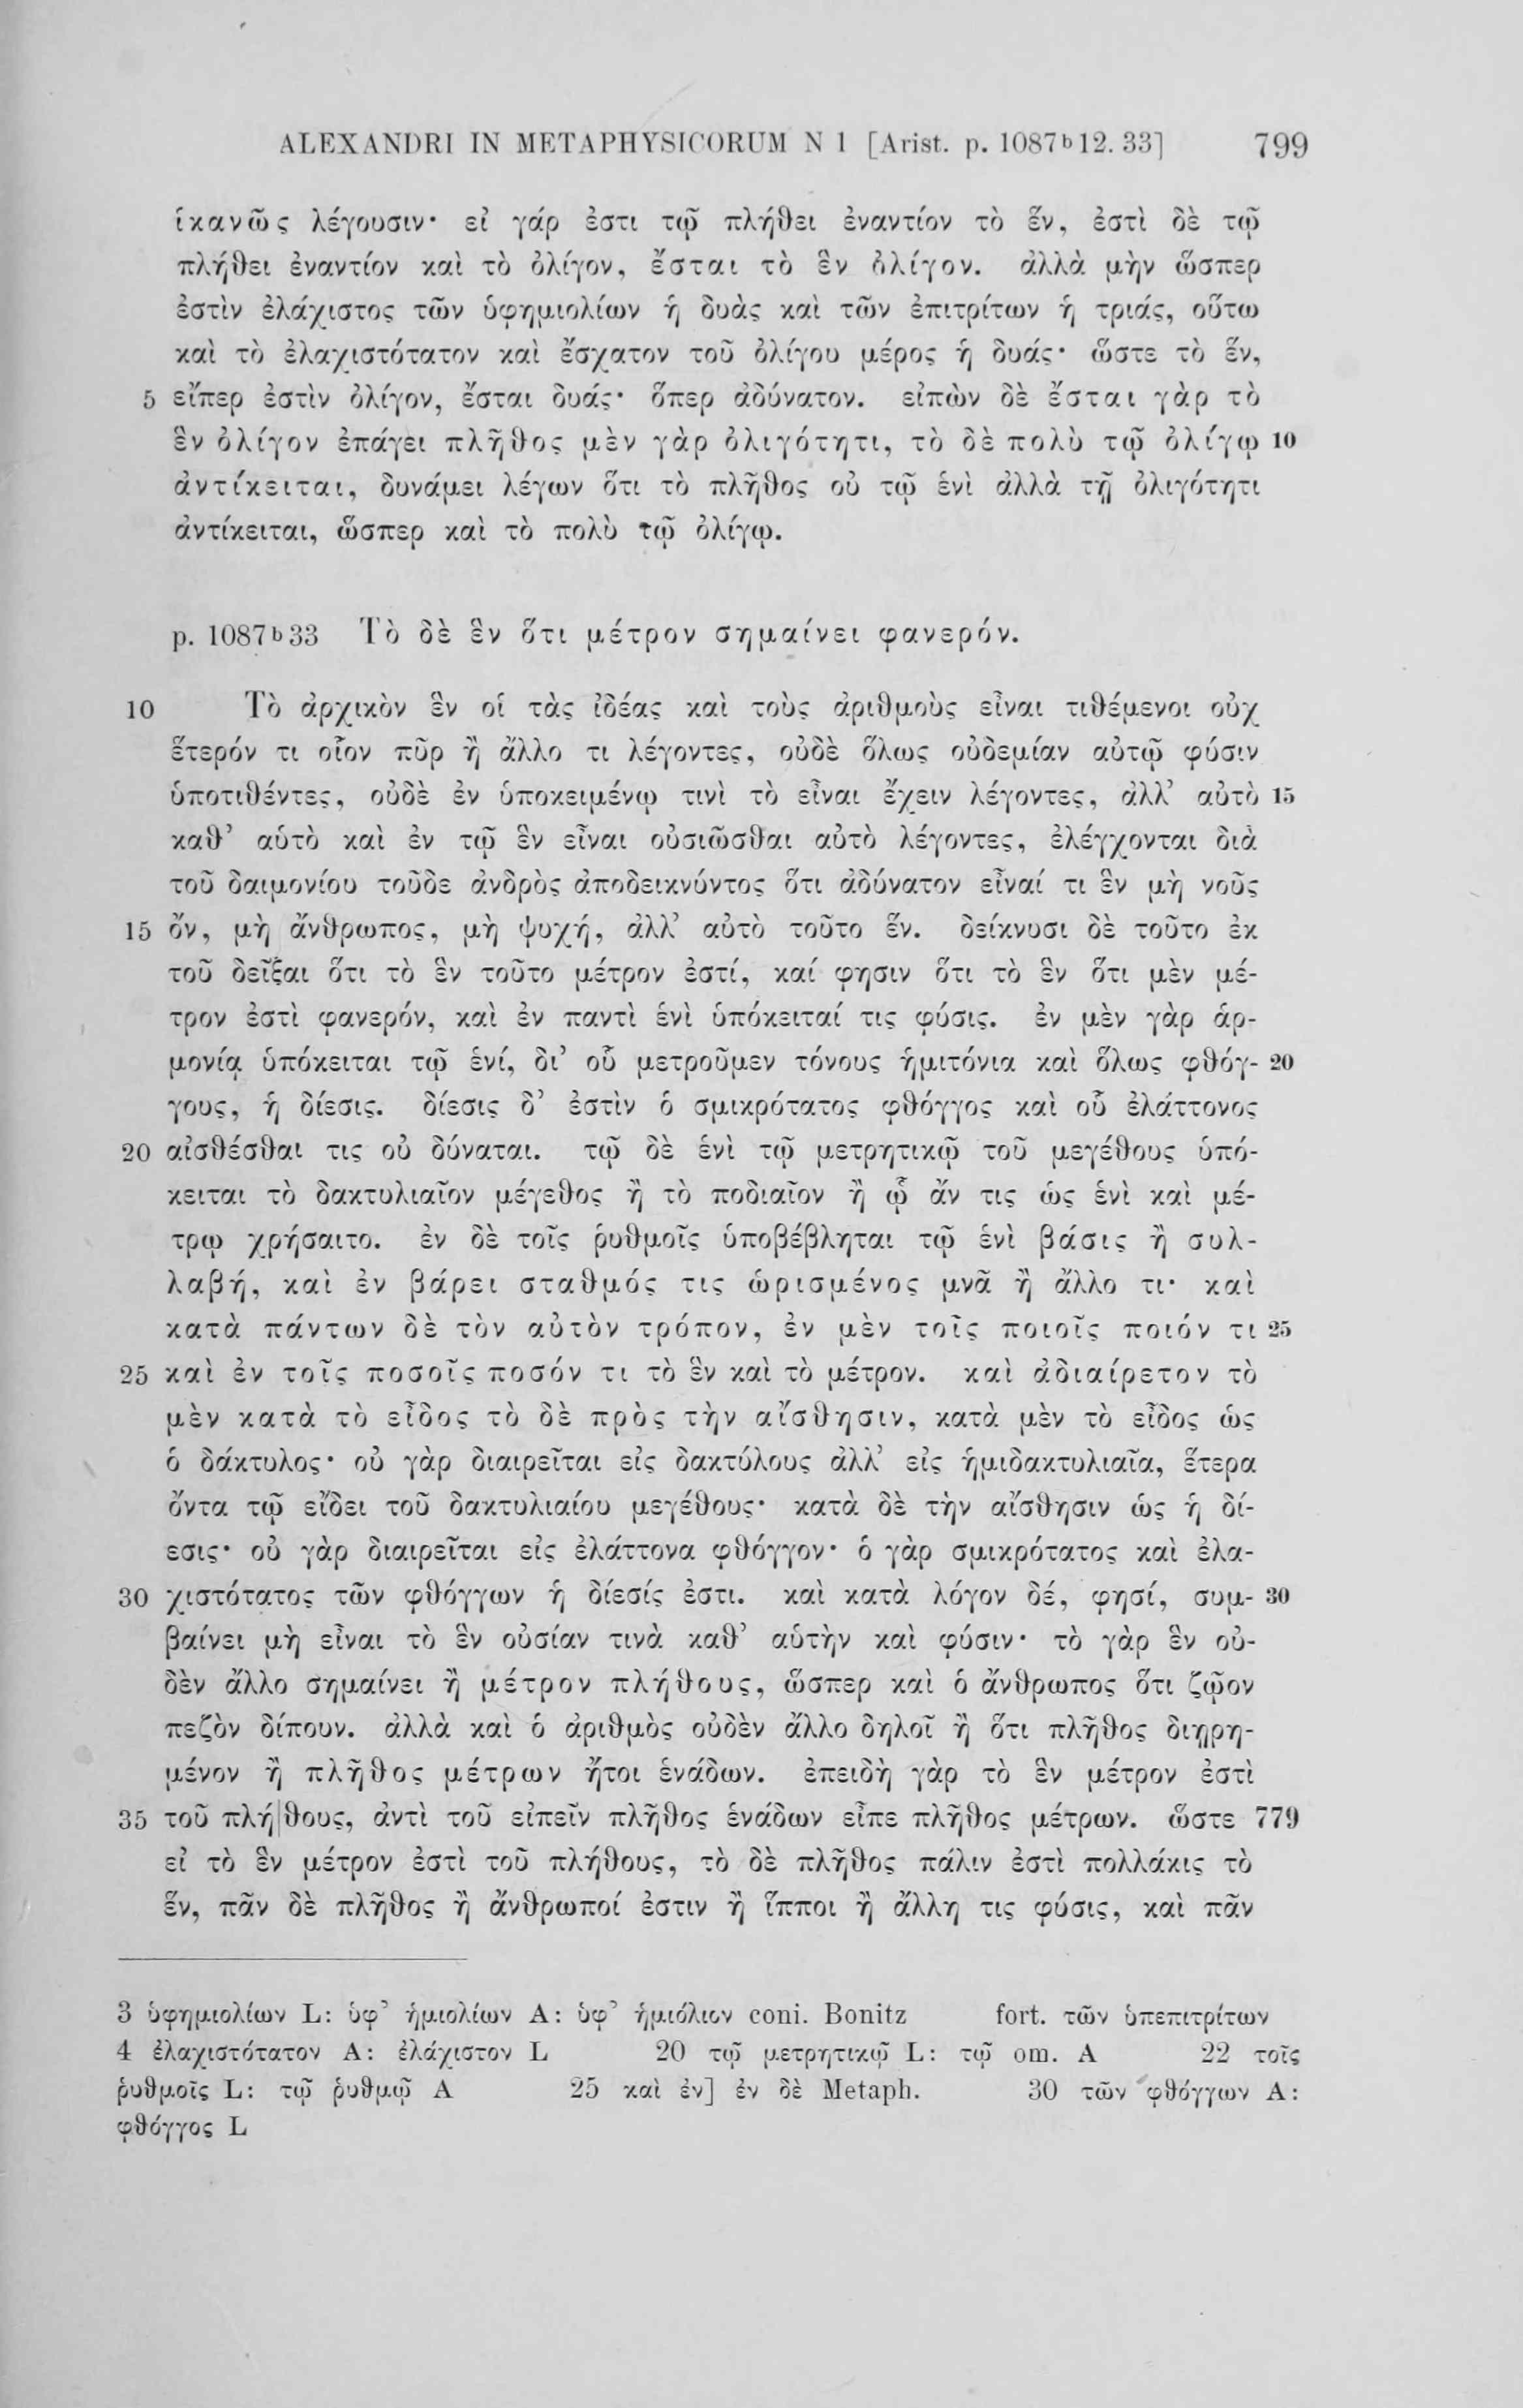 ALEXANDRI IN METAPHYSICORUM N 1 [Arist. p. 1087ᵇ12. 33] 799
ἱκανῶς λέγουσιν· εἰ γάρ ἐστι τῷ πλήθει ἐναντίον τὸ ἕν, ἐστὶ δὲ τῷ
πλήθει ἐναντίον καὶ τὸ ὀλίγον, ἔσται τὸ ἓν ὀλίγον. ἀλλὰ μὴν ὥσπερ
ἐστὶν ἐλάχιστος τῶν ὑφημιολίων ἡ δυὰς καὶ τῶν ἐπιτρίτων ἡ τριάς, οὕτω
καὶ τὸ ἐλαχιστότατον καὶ ἔσχατον τοῦ ὀλίγου μέρος ἡ δυάς· ὥστε τὸ ἕν,
5 εἴπερ ἐστὶν ὀλίγον, ἔσται δυάς· ὅπερ ἀδύνατον. εἰπὼν δὲ ἔσται γὰρ τὸ
ἓν ὀλίγον ἐπάγει πλῆθος μὲν γὰρ ὀλιγότητι, τὸ δὲ πολὺ τῷ ὀλίγῳ 10
ἀντίκειται, δυνάμει λέγων ὅτι τὸ πλῆθος οὐ τῷ ἑνὶ ἀλλὰ τῇ ὀλιγότητι
ἀντίκειται, ὥσπερ καὶ τὸ πολὺ τῷ ὀλίγῳ.
p. 1087ᵇ33 Τὸ δὲ ἓν ὅτι μέτρον σημαίνει φανερόν.
10 Τὸ ἀρχικὸν ἓν οἱ τὰς ἰδέας καὶ τοὺς ἀριθμοὺς εἶναι τιθέμενοι οὐχ
ἕτερόν τι οἷον πῦρ ἢ ἄλλο τι λέγοντες, οὐδὲ ὅλως οὐδεμίαν αὐτῷ φύσιν
ὑποτιθέντες, οὐδὲ ἐν ὑποκειμένῳ τινὶ τὸ εἶναι ἔχειν λέγοντες, ἀλλ’ αὐτὸ 15
καθ’ αὑτὸ καὶ ἐν τῷ ἓν εἶναι οὐσιῶσθαι αὐτὸ λέγοντες, ἐλέγχονται διὰ
τοῦ δαιμονίου τοῦδε ἀνδρὸς ἀποδεικνύντος ὅτι ἀδύνατον εἶναί τι ἓν μὴ νοῦς
15 ὄν, μὴ ἄνθρωπος, μὴ ψυχή, ἀλλ’ αὐτὸ τοῦτο ἕν. δείκνυσι δὲ τοῦτο ἐκ
τοῦ δεῖξαι ὅτι τὸ ἓν τοῦτο μέτρον ἐστί, καί φησιν ὅτι τὸ ἓν ὅτι μὲν μέ-
τρον ἐστὶ φανερόν, καὶ ἐν παντὶ ἑνὶ ὑπόκειταί τις φύσις. ἐν μὲν γὰρ ἁρ-
μονίᾳ ὑπόκειται τῷ ἑνί, δι’ οὗ μετροῦμεν τόνους ἡμιτόνια καὶ ὅλως φθόγ- 20
γους, ἡ δίεσις. δίεσις δ’ ἐστὶν ὁ σμικρότατος φθόγγος καὶ οὗ ἐλάττονος
20 αἰσθέσθαι τις οὐ δύναται. τῷ δὲ ἑνὶ τῷ μετρητικῷ τοῦ μεγέθους ὑπό-
κειται τὸ δακτυλιαῖον μέγεθος ἢ τὸ ποδιαῖον ἢ ᾧ ἄν τις ὡς ἑνὶ καὶ μέ-
τρῳ χρήσαιτο. ἐν δὲ τοῖς ῥυθμοῖς ὑποβέβληται τῷ ἑνὶ βάσις ἢ συλ-
λαβή, καὶ ἐν βάρει σταθμός τις ὡρισμένος μνᾶ ἢ ἄλλο τι· καὶ
κατὰ πάντων δὲ τὸν αὐτὸν τρόπον, ἐν μὲν τοῖς ποιοῖς ποιόν τι 25
25 καὶ ἐν τοῖς ποσοῖς ποσόν τι τὸ ἓν καὶ τὸ μέτρον. καὶ ἀδιαίρετον τὸ
μὲν κατὰ τὸ εἶδος τὸ δὲ πρὸς τὴν αἴσθησιν, κατὰ μὲν τὸ εἶδος ὡς
ὁ δάκτυλος· οὐ γὰρ διαιρεῖται εἰς δακτύλους ἀλλ’ εἰς ἡμιδακτυλιαῖα, ἕτερα
ὄντα τῷ εἴδει τοῦ δακτυλιαίου μεγέθους· κατὰ δὲ τὴν αἴσθησιν ὡς ἡ δί-
εσις· οὐ γὰρ διαιρεῖται εἰς ἐλάττονα φθόγγον· ὁ γὰρ σμικρότατος καὶ ἐλα-
30 χιστότατος τῶν φθόγγων ἡ δίεσίς ἐστι. καὶ κατὰ λόγον δέ, φησί, συμ- 30
βαίνει μὴ εἶναι τὸ ἓν οὐσίαν τινὰ καθ’ αὑτὴν καὶ φύσιν· τὸ γὰρ ἓν οὐ-
δὲν ἄλλο σημαίνει ἢ μέτρον πλήθους, ὥσπερ καὶ ὁ ἄνθρωπος ὅτι ζῷον
πεζὸν δίπουν. ἀλλὰ καὶ ὁ ἀριθμὸς οὐδὲν ἄλλο δηλοῖ ἢ ὅτι πλῆθος διῃρη-
μένον ἢ πλῆθος μέτρων ἤτοι ἑνάδων. ἐπειδὴ γὰρ τὸ ἓν μέτρον ἐστὶ
35 τοῦ πλή|θους, ἀντὶ τοῦ εἰπεῖν πλῆθος ἑνάδων εἶπε πλῆθος μέτρων. ὥστε 779
εἰ τὸ ἓν μέτρον ἐστὶ τοῦ πλήθους, τὸ δὲ πλῆθος πάλιν ἐστὶ πολλάκις τὸ
ἕν, πᾶν δὲ πλῆθος ἢ ἄνθρωποί ἐστιν ἢ ἵπποι ἢ ἄλλη τις φύσις, καὶ πᾶν
3 ὑφημιολίων L: ὑφ’ ἡμιολίων A: ὑφ’ ἡμιόλιον coni. Bonitz fort. τῶν ὑπεπιτρίτων
4 ἐλαχιστότατον A: ἐλάχιστον L 20 τῷ μετρητικῷ L: τῷ om. A 22 τοῖς
ῥυθμοῖς L: τῷ ῥυθμῷ A 25 καὶ ἐν] ἐν δὲ Metaph. 30 τῶν φθόγγων A:
φθόγγος L